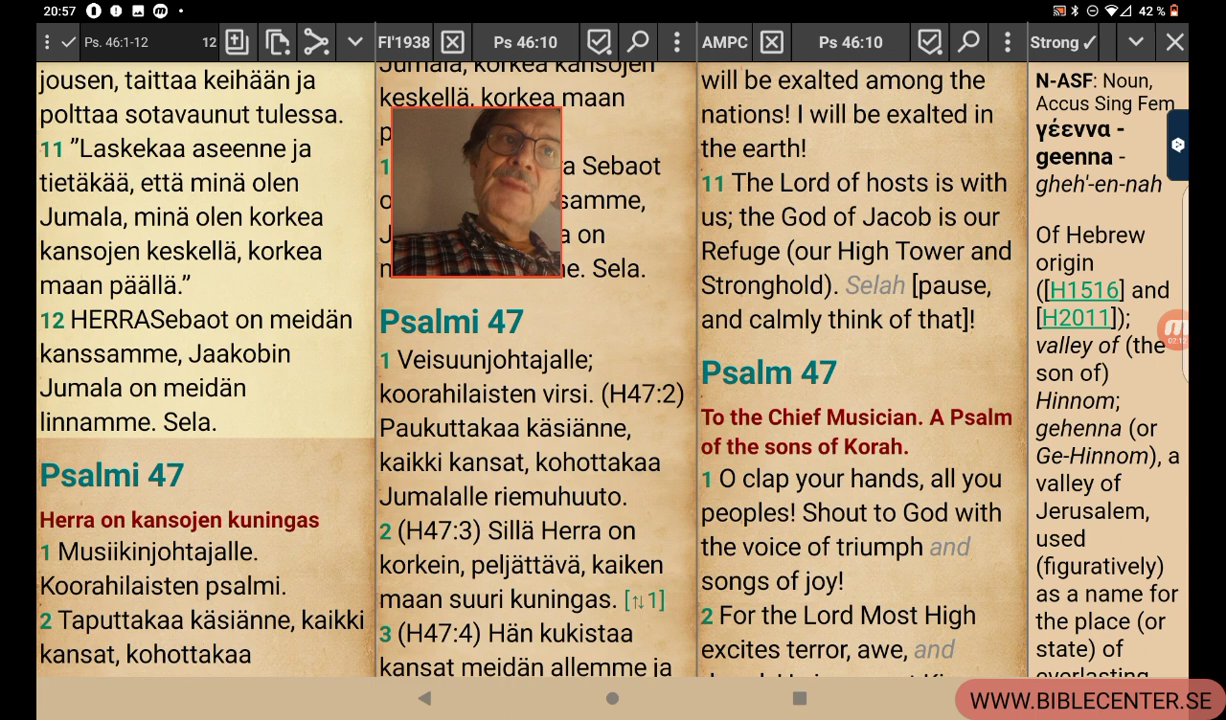 20:57
42 %
Ps. 46:1-12
12
FI'1938
Ps 46:10
AMPC
Ps 46:10
Strong ✓
jousen, taittaa keihään ja
polttaa sotavaunut tulessa.
11 ”Laskekaa aseenne ja
tietäkää, että minä olen
Jumala, minä olen korkea
kansojen keskellä, korkea
maan päällä.”
12 HERRASebaot on meidän
kanssamme, Jaakobin
Jumala on meidän
linnamme. Sela.
Psalmi 47
Herra on kansojen kuningas
1 Musiikinjohtajalle.
Koorahilaisten psalmi.
2 Taputtakaa käsiänne, kaikki
kansat, kohottakaa
Jumala, korkea kansojen
keskellä, korkea maan
a Sebaot
samme,
a on
e. Sela.
Psalmi 47
1 Veisuunjohtajalle;
koorahilaisten virsi. (H47:2)
Paukuttakaa käsiänne,
kaikki kansat, kohottakaa
Jumalalle riemuhuuto.
2 (H47:3) Sillä Herra on
korkein, peljättävä, kaiken
maan suuri kuningas. [⇅1]
3 (H47:4) Hän kukistaa
kansat meidän allemme ja
will be exalted among the
nations! I will be exalted in
the earth!
11 The Lord of hosts is with
us; the God of Jacob is our
Refuge (our High Tower and
Stronghold). Selah [pause,
and calmly think of that]!
Psalm 47
To the Chief Musician. A Psalm
of the sons of Korah.
1 O clap your hands, all you
peoples! Shout to God with
the voice of triumph and
songs of joy!
2 For the Lord Most High
excites terror, awe, and
N-ASF: Noun,
Accus Sing Fem
γέεννα -
geenna -
gheh'-en-nah
Of Hebrew
origin
([H1516] and
[H2011]);
valley of (the
son of)
Hinnom;
gehenna (or
Ge-Hinnom), a
valley of
Jerusalem,
used
(figuratively)
as a name for
the place (or
state) of
everlasting
WWW.BIBLECENTER.SE